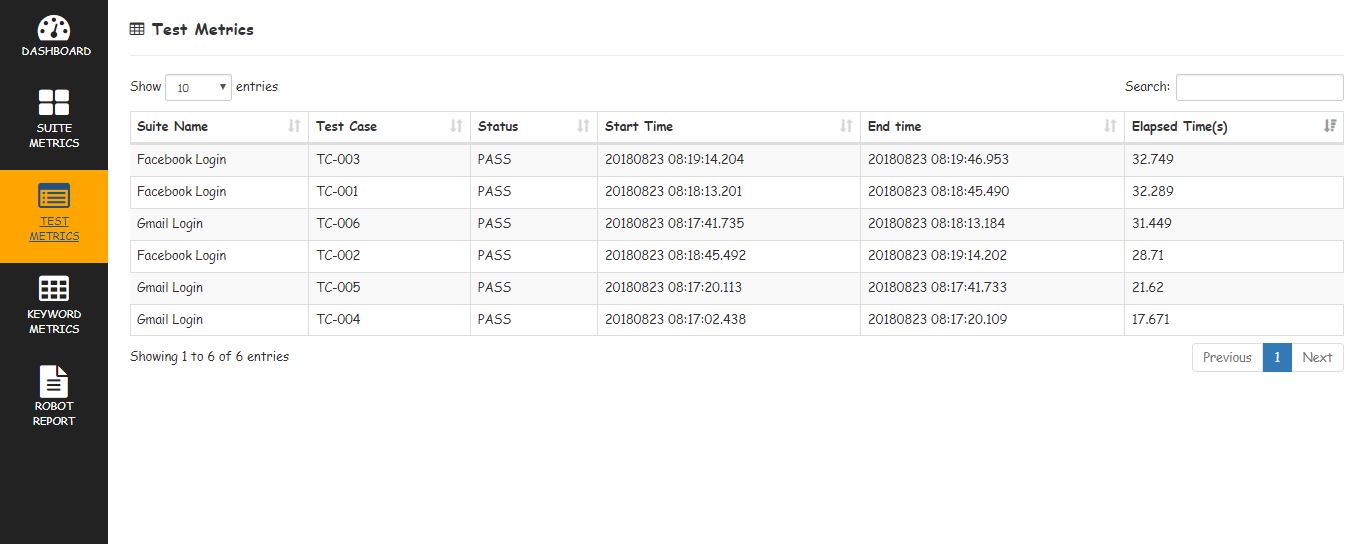 DASHBOARD
SUITE
METRICS
TEST
METRICS
KEYWORD
METRICS
ROBOT
REPORT
Test Metrics
Show 10 entries
Search:
Suite Name Test Case Status Start Time End time Elapsed Time(s)
Facebook Login TC-003 PASS 20180823 08:19:14.204 20180823 08:19:46.953 32.749
Facebook Login TC-001 PASS 20180823 08:18:13.201 20180823 08:18:45.490 32.289
Gmail Login TC-006 PASS 20180823 08:17:41.735 20180823 08:18:13.184 31.449
Facebook Login TC-002 PASS 20180823 08:18:45.492 20180823 08:19:14.202 28.71
Gmail Login TC-005 PASS 20180823 08:17:20.113 20180823 08:17:41.733 21.62
Gmail Login TC-004 PASS 20180823 08:17:02.438 20180823 08:17:20.109 17.671
Showing 1 to 6 of 6 entries
Previous 1 Next